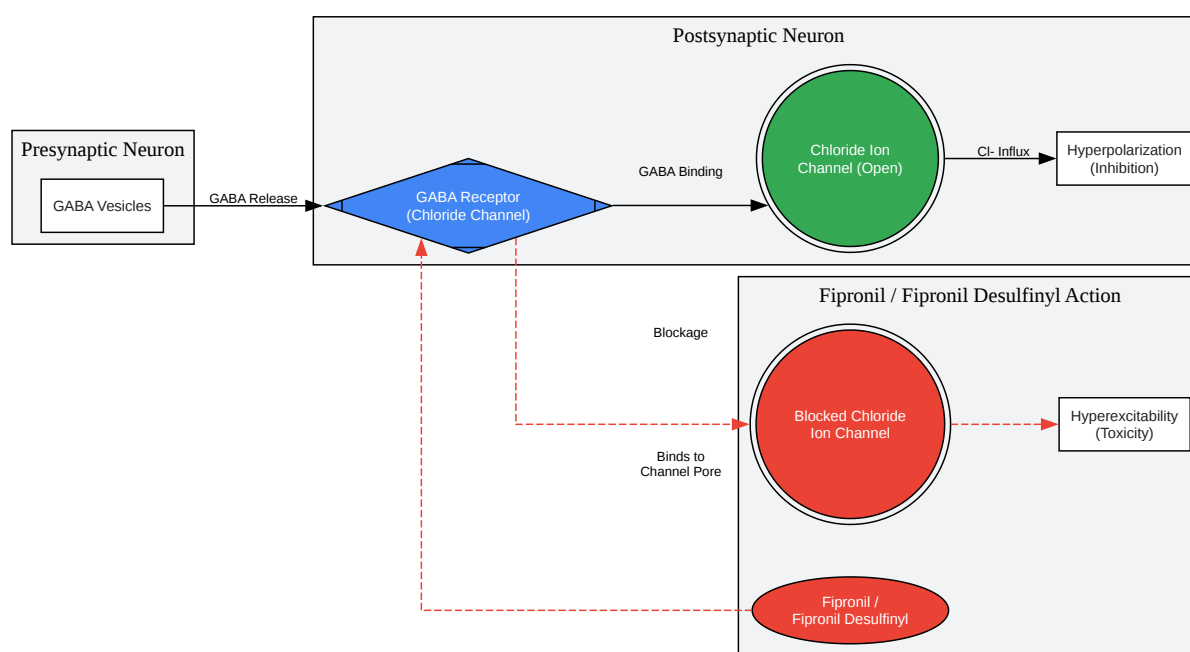 Postsynaptic Neuron
Presynaptic Neuron
GABA Vesicles
GABA Release
GABA Receptor
(Chloride Channel)
GABA Binding
Chloride Ion
Channel (Open)
Cl- Influx
Hyperpolarization
(Inhibition)
Fipronil / Fipronil Desulfinyl Action
Blockage
Blocked Chloride
Ion Channel
Hyperexcitability
(Toxicity)
Binds to
Channel Pore
Fipronil /
Fipronil Desulfinyl